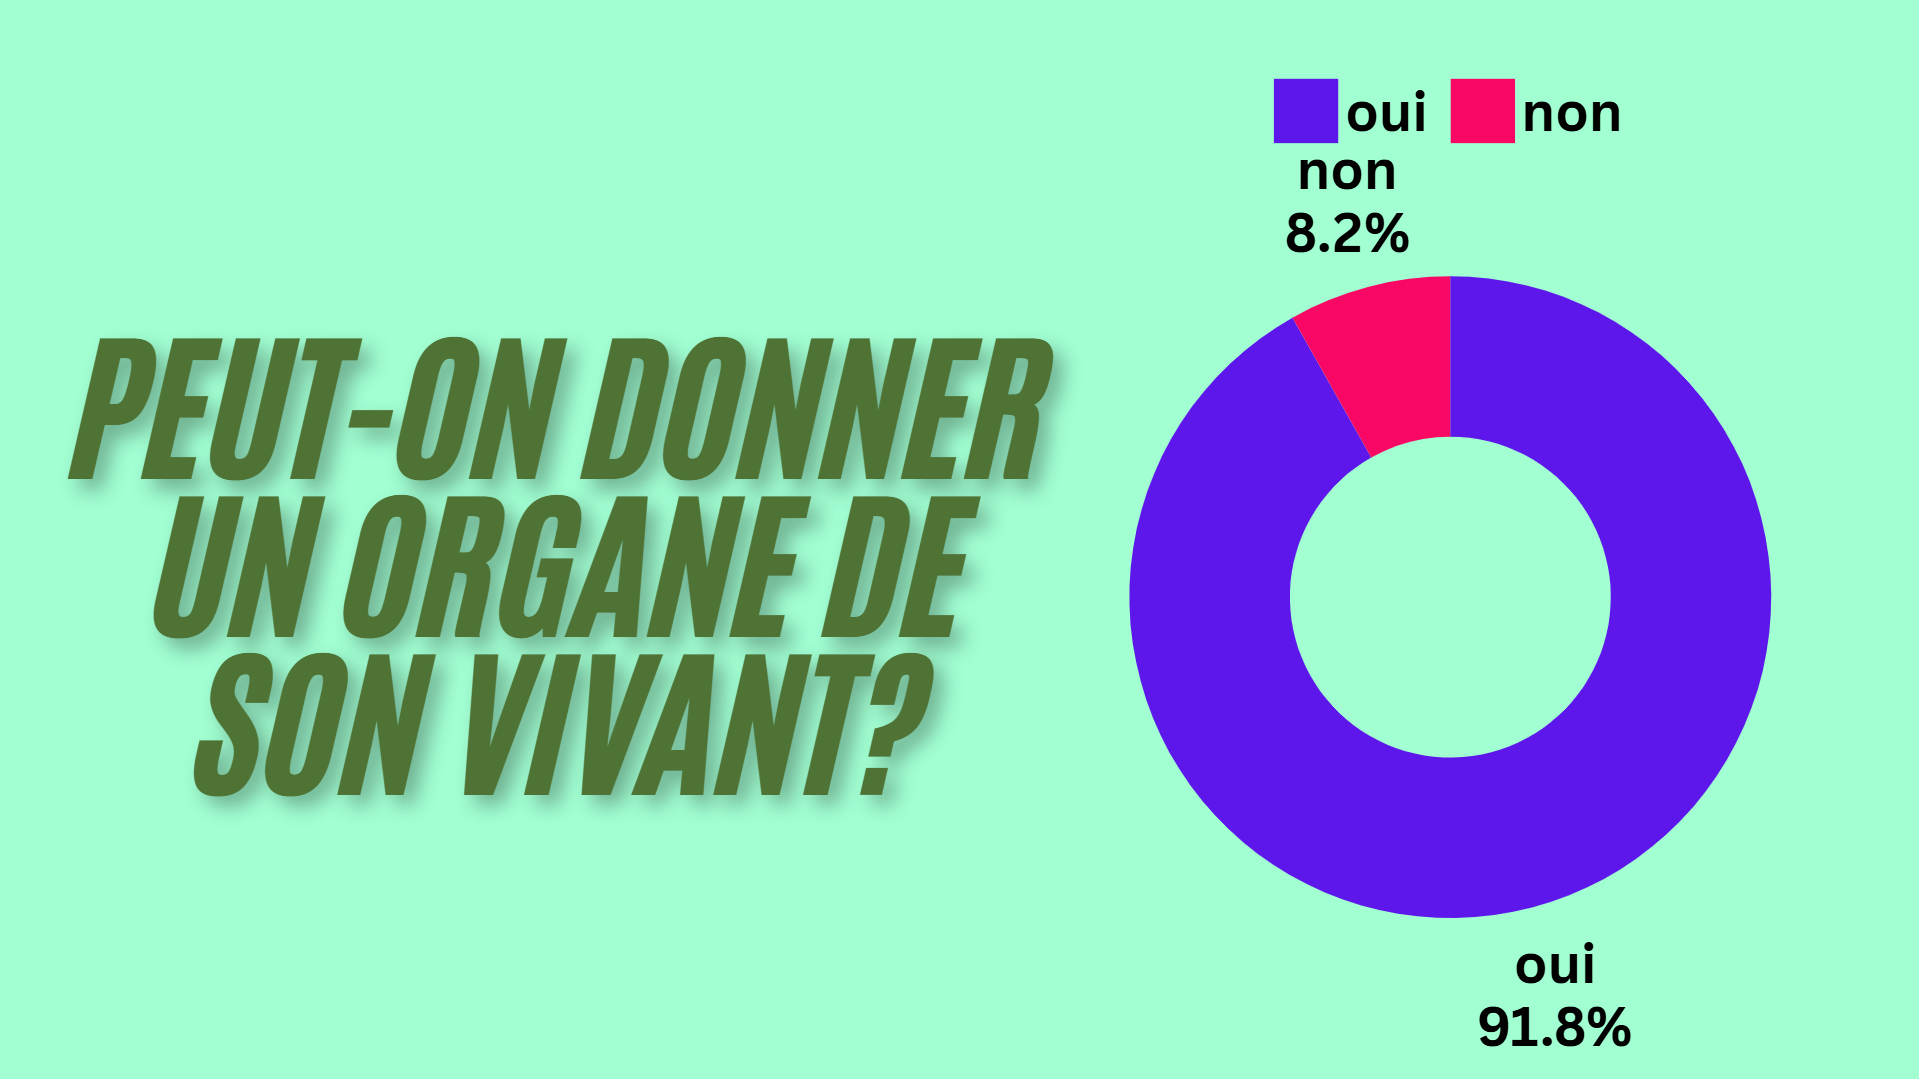 PEUT-ON DONNER
UN ORGANE DE
SON VIVANT?
oui non
non
8.2%
oui
91.8%